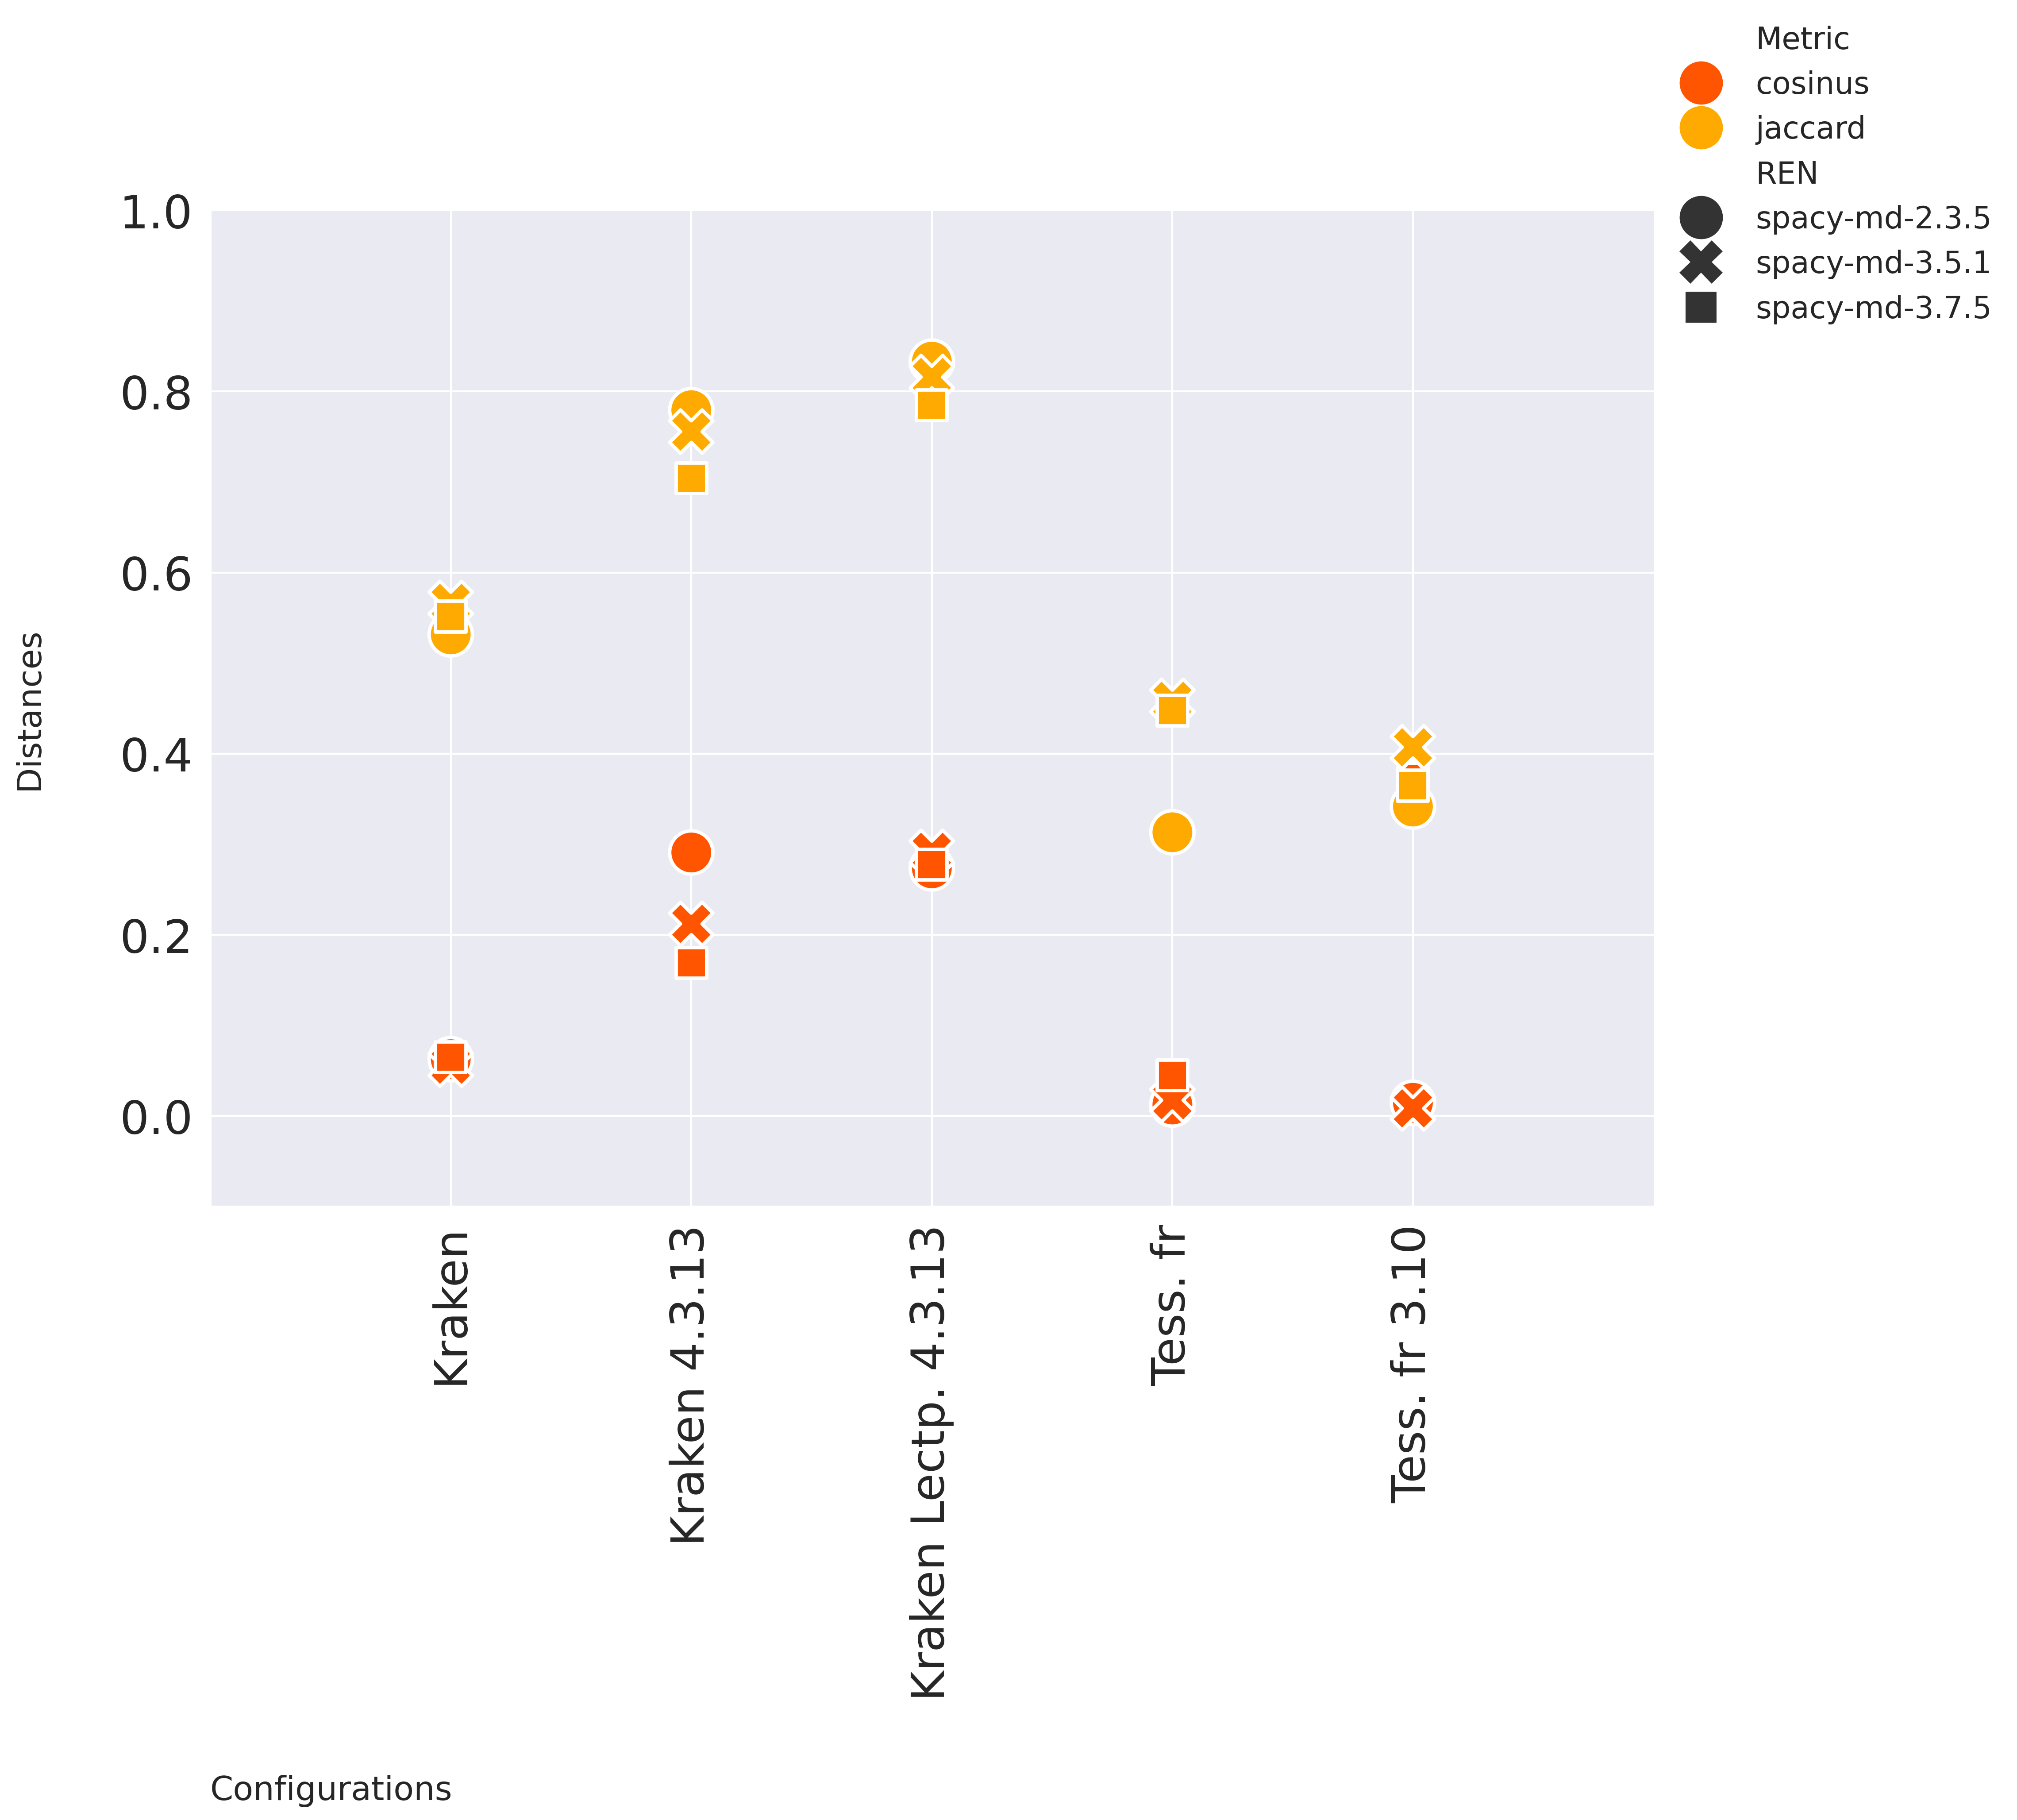 Metric
cosinus
jaccard
REN
spacy-md-2.3.5
spacy-md-3.5.1
spacy-md-3.7.5
1.0
0.8
0.6
0.4
0.2
0.0
Distances
Kraken
Kraken 4.3.13
Kraken Lectp. 4.3.13
Tess. fr
Tess. fr 3.10
Configurations